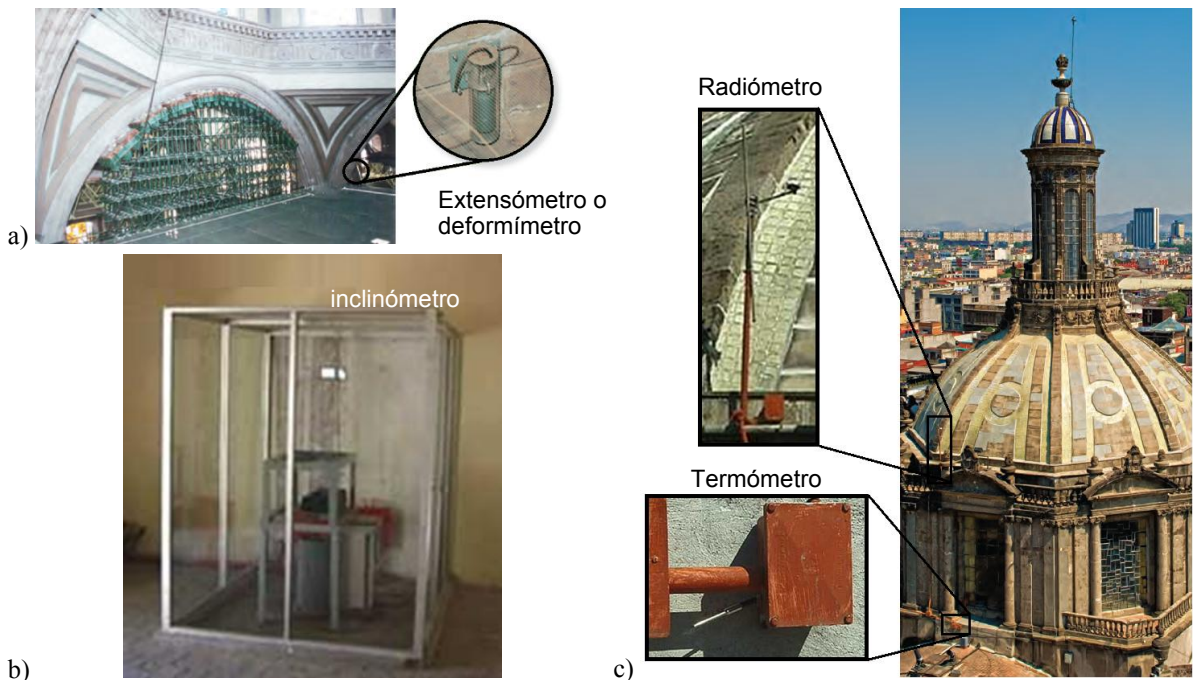 Radiómetro
Extensómetro o
deformímetro
a)
inclinómetro
Termómetro
b)
c)